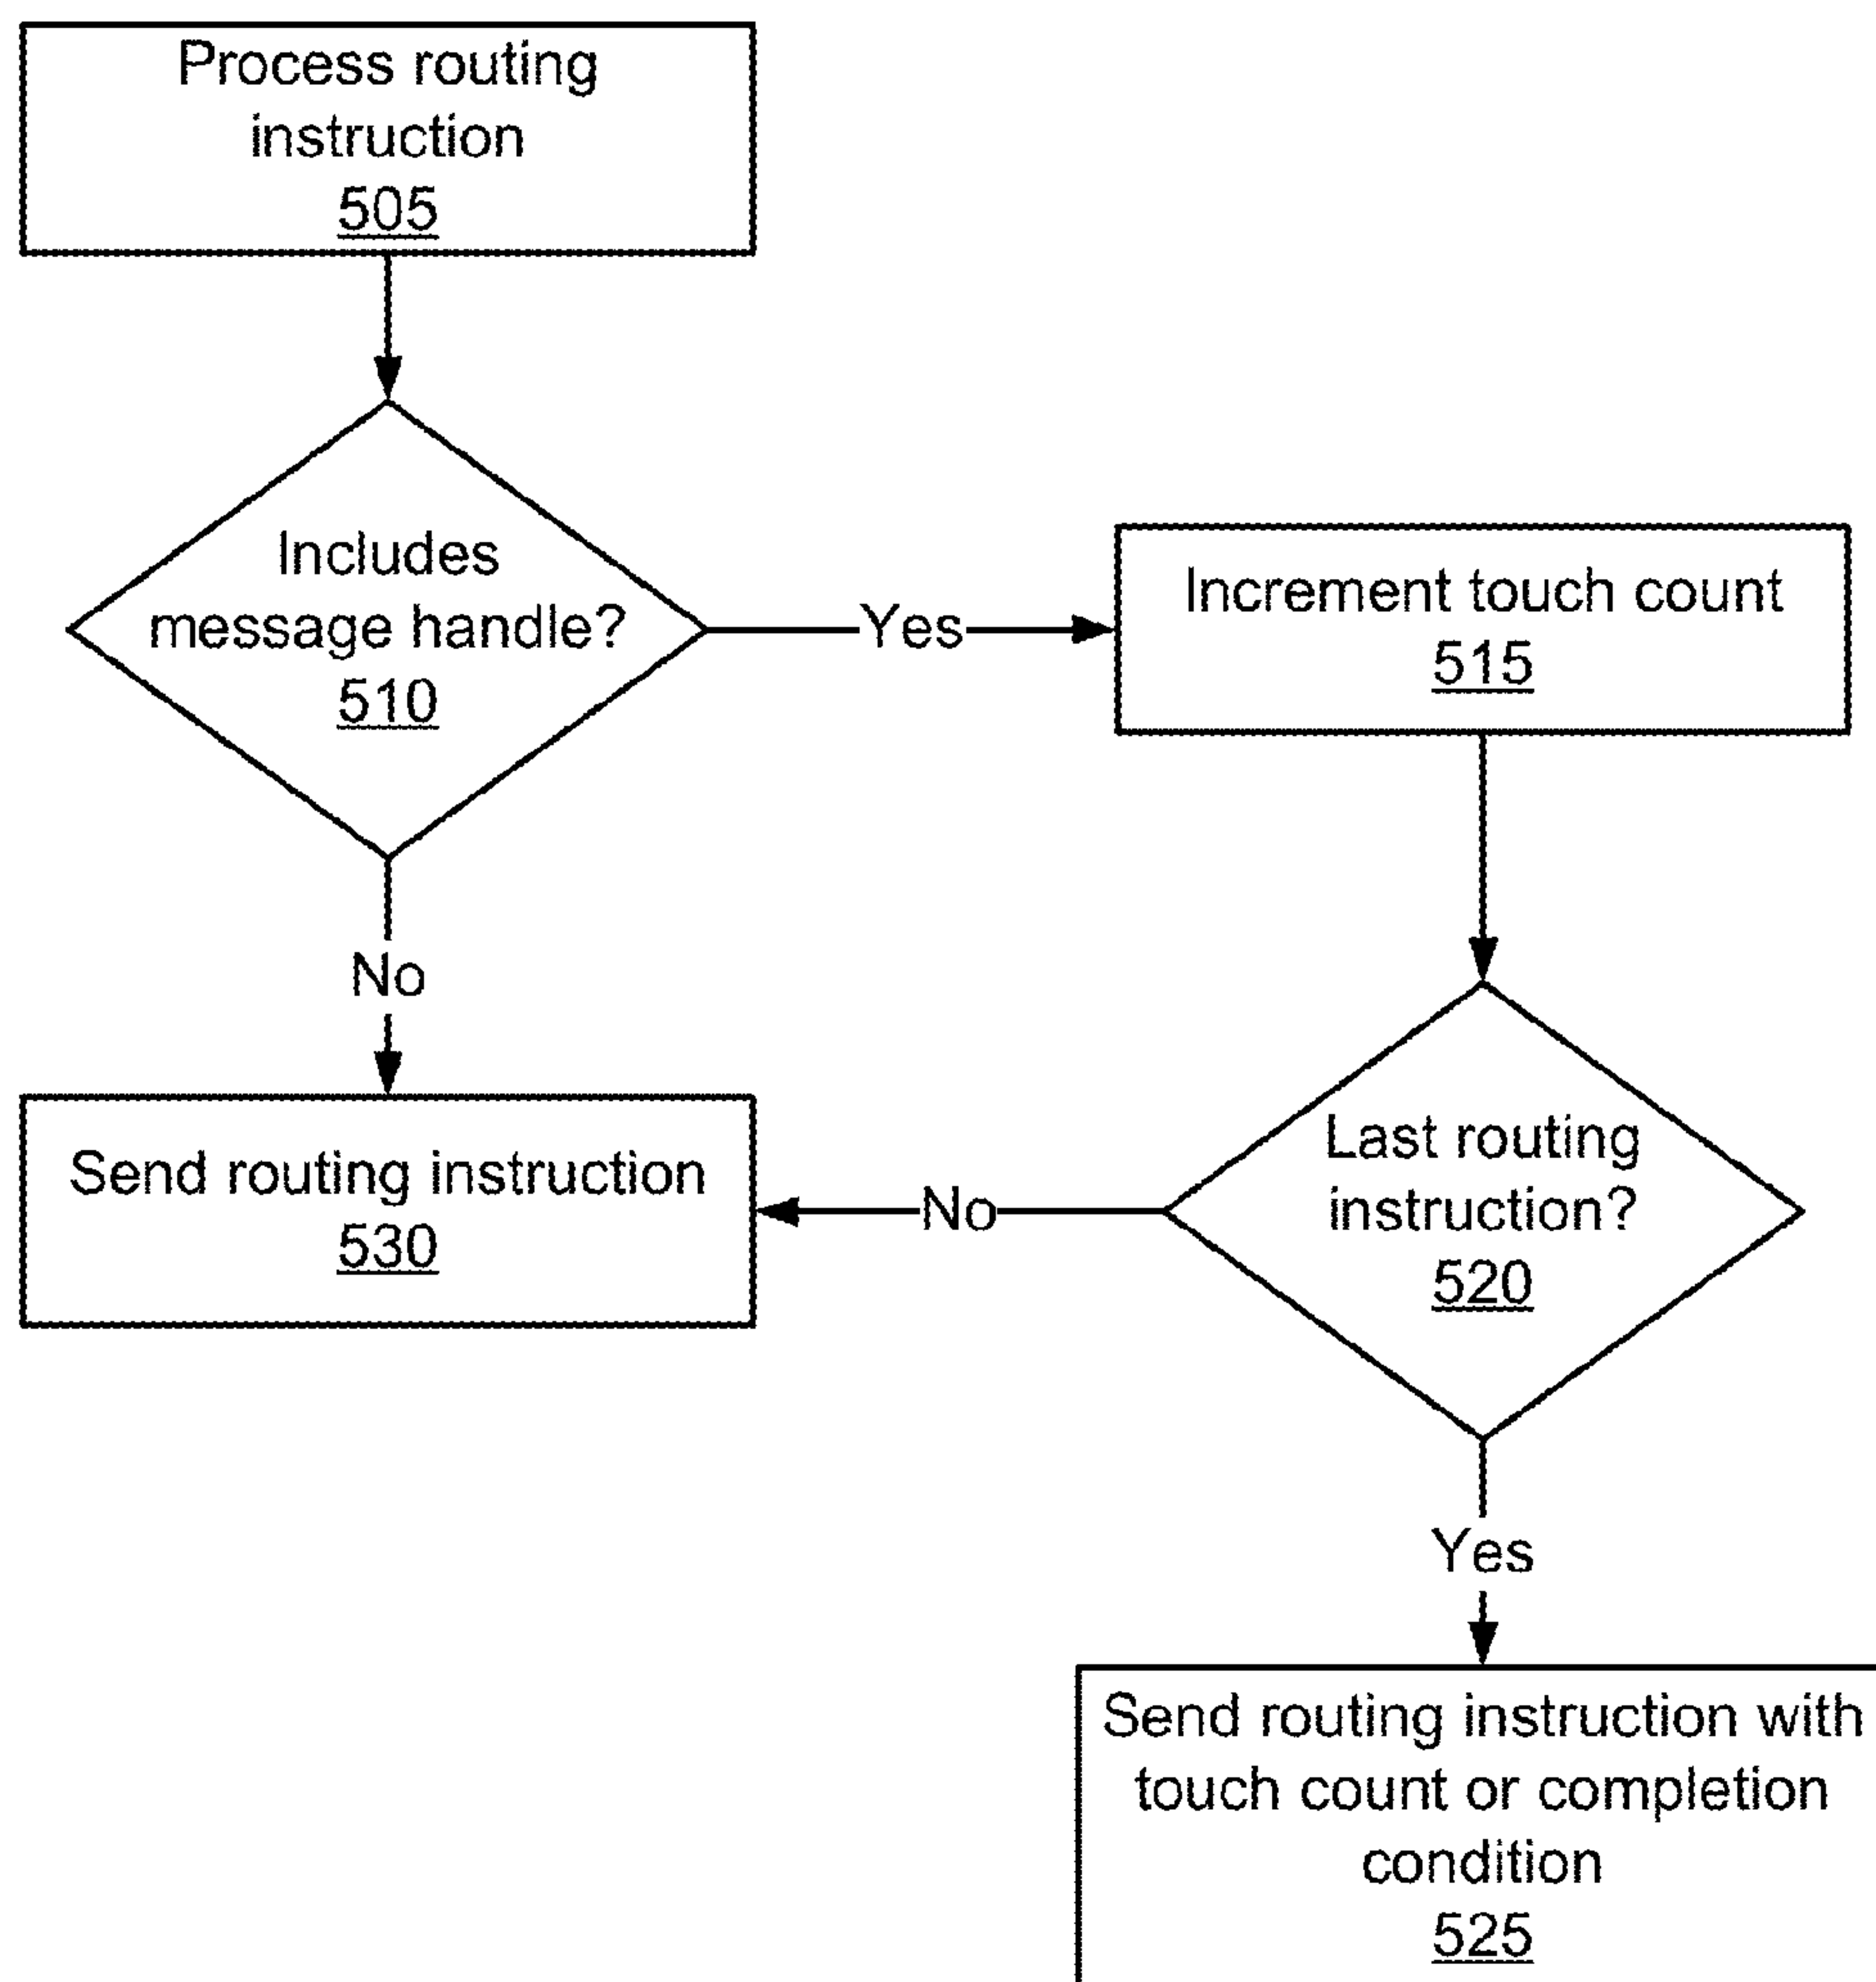 Process routing
instruction
505
Includes
message handle?
510
Yes
Increment touch count
515
No
Send routing instruction
530
No
Last routing
instruction?
520
Yes
Send routing instruction with
touch count or completion
condition
525